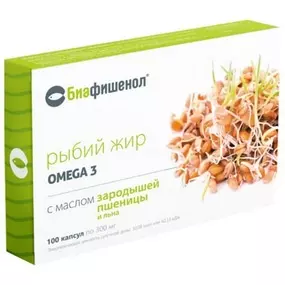 биафишенол®
рыбий жир
OMEGA 3
с маслом зародышей
пшеницы
и льна
100 капсул по 300 мг